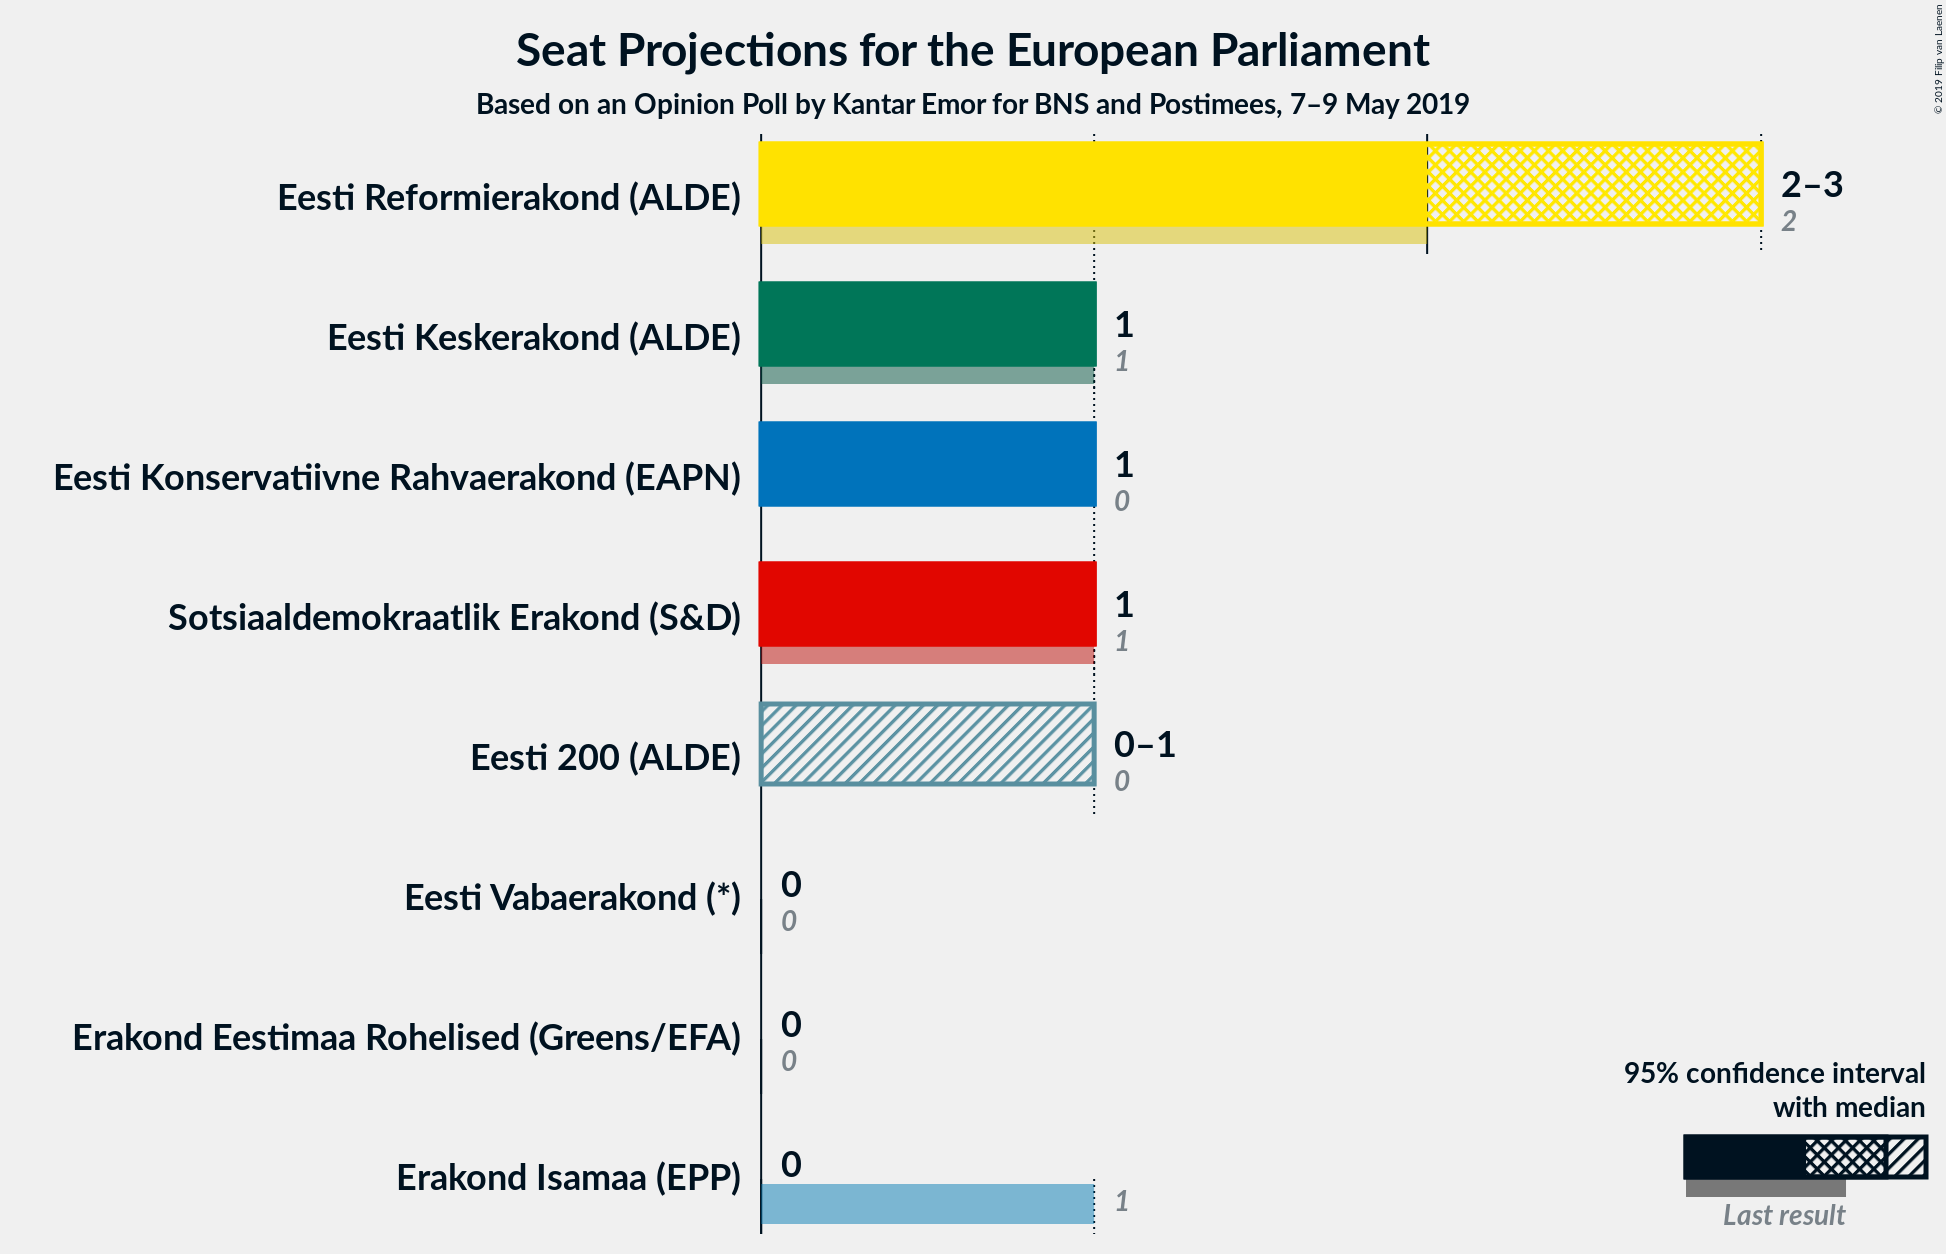 Seat Projections for the European Parliament
Based on an Opinion Poll by Kantar Emor for BNS and Postimees, 7–9 May 2019
© 2019 Filip van Laenen
Eesti Reformierakond (ALDE)
2–3
2
Eesti Keskerakond (ALDE)
1
1
Eesti Konservatiivne Rahvaerakond (EAPN)
1
0
Sotsiaaldemokraatlik Erakond (S&D)
1
1
Eesti 200 (ALDE)
0–1
0
Eesti Vabaerakond (*)
0
0
Erakond Eestimaa Rohelised (Greens/EFA)
0
0
Erakond Isamaa (EPP)
0
1
95% confidence interval
with median
Last result